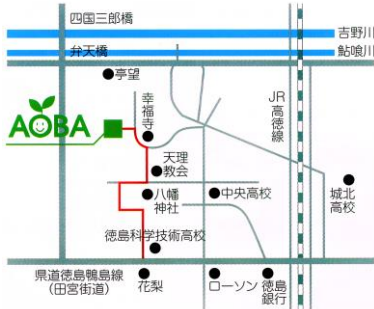 四国三郎橋
吉野川
弁天橋
鮎喰川
亭望
幸福寺
JR高徳線
AOBA
天理
教会
八幡
神社
中央高校
城北
高校
徳島科学技術高校
県道徳島鴨島線
(田宮街道)
花梨
ローソン
徳島
銀行